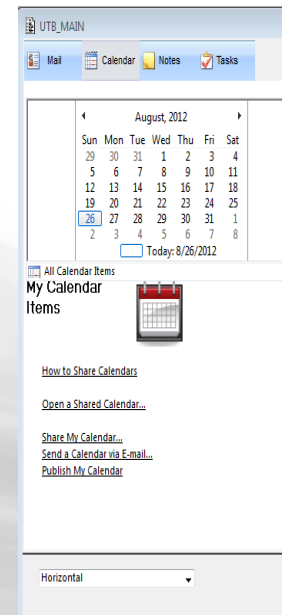 UTB_MAIN
Mail Calendar Notes Tasks
August, 2012
Sun Mon Tue Wed Thu Fri Sat
29 30 31 1 2 3 4
5 6 7 8 9 10 11
12 13 14 15 16 17 18
19 20 21 22 23 24 25
26 27 28 29 30 31 1
2 3 4 5 6 7 8
Today: 8/26/2012
All Calendar Items
My Calendar
Items
How to Share Calendars
Open a Shared Calendar...
Share My Calendar...
Send a Calendar via E-mail...
Publish My Calendar
Horizontal